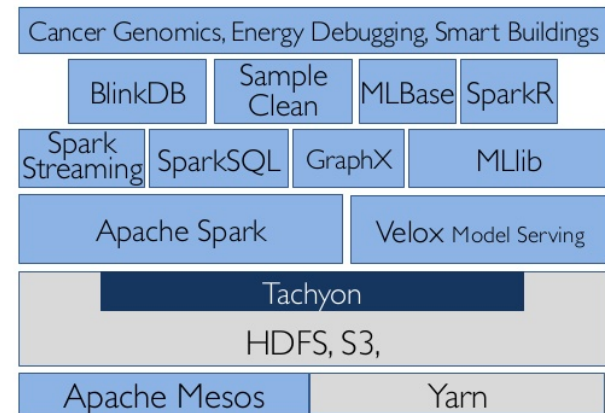 Cancer Genomics, Energy Debugging, Smart Buildings
BlinkDB
Sample
Clean
MLBase
SparkR
Spark
Streaming
SparkSQL
GraphX
MLlib
Apache Spark
Velox Model Serving
Tachyon
HDFS, S3,
Apache Mesos
Yarn